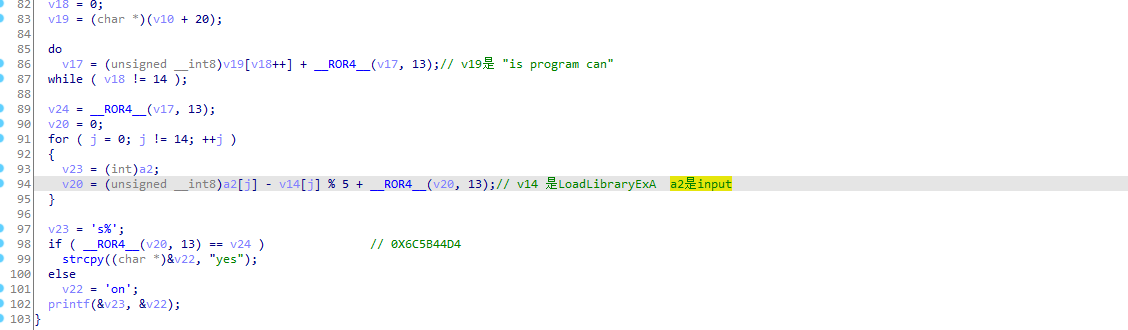 82 v18 = 0;
83 v19 = (char *)(v10 + 20);
84
85 do
86 v17 = (unsigned __int8)v19[v18++] + __ROR4__(v17, 13);// v19是 "is program can"
87 while ( v18 != 14 );
88
89 v24 = __ROR4__(v17, 13);
90 v20 = 0;
91 for ( j = 0; j != 14; ++j )
92 {
93 v23 = (int)a2;
94 v20 = (unsigned __int8)a2[j] - v14[j] % 5 + __ROR4__(v20, 13);// v14 是LoadLibraryExA a2是input
95 }
96
97 v23 = 's%';
98 if ( __ROR4__(v20, 13) == v24 ) // 0X6C5B44D4
99 strcpy((char *)&v22, "yes");
100 else
101 v22 = 'on';
102 printf(&v23, &v22);
103 }